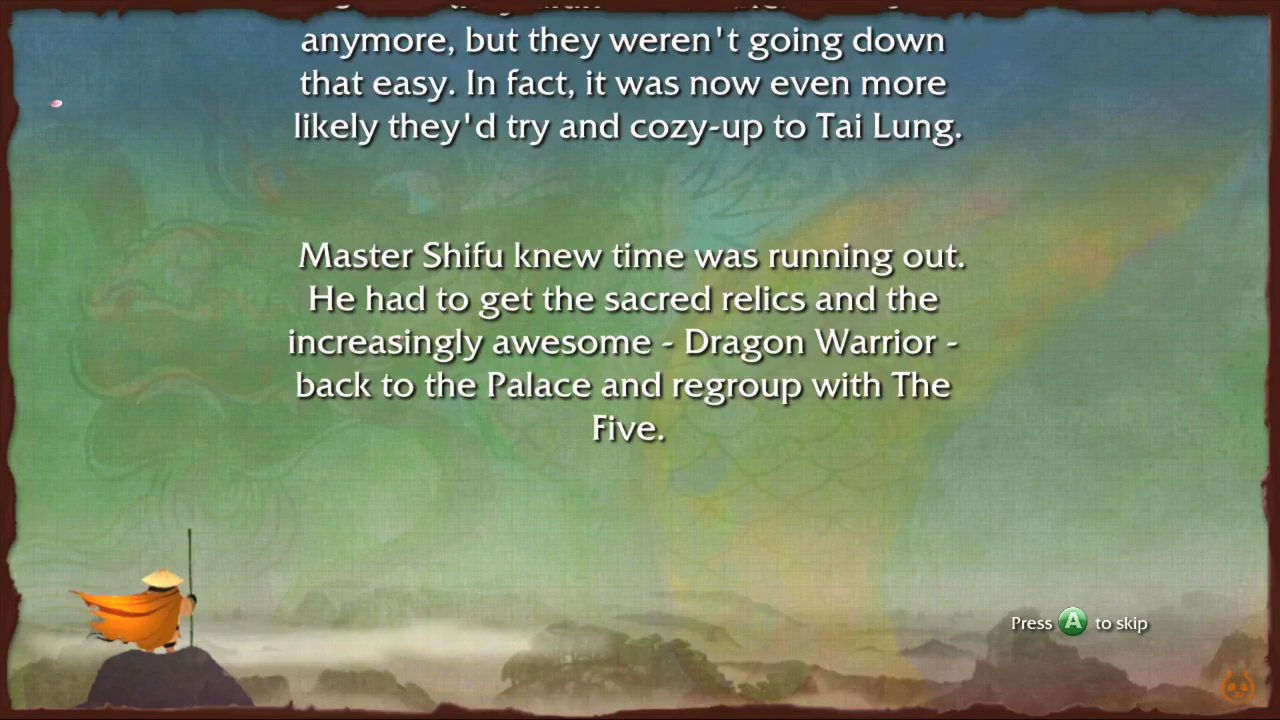 anymore, but they weren't going down
that easy. In fact, it was now even more
likely they'd try and cozy-up to Tai Lung.
Master Shifu knew time was running out.
He had to get the sacred relics and the
increasingly awesome - Dragon Warrior -
back to the Palace and regroup with The
Five.
Press A to skip